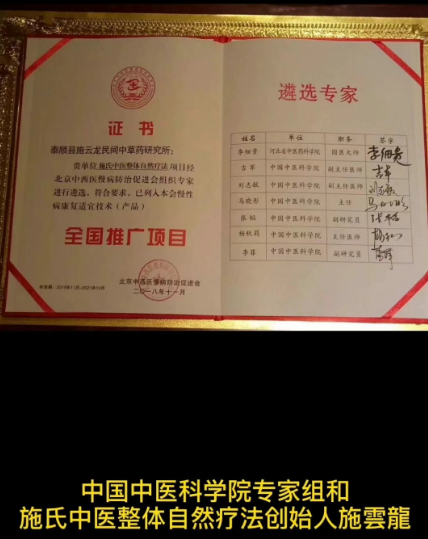 证书
泰顺县施云龙民间中草药研究所：
贵单位施氏中医整体自然疗法项目经
北京中西医慢病防治促进会组织专家
进行遴选，符合要求，已列入本会慢性
病康复适宜技术（产品）
全国推广项目
北京中西医慢病防治促进会
二〇一八年十一月
遴选专家
姓名 单位 职务 签字
李佃贵 河北省中医药科学院 国医大师 李佃贵
吉军 中国中医科学院 副主任医师
刘志敏 中国中医科学院 副主任医师
马晓彤 中国中医科学院 主任
张韬 中国中医科学院 副研究员
杨秋莉 中国中医科学院 主任医师
李菲 中国中医科学院 副研究员
中国中医科学院专家组和
施氏中医整体自然疗法创始人施雲龍